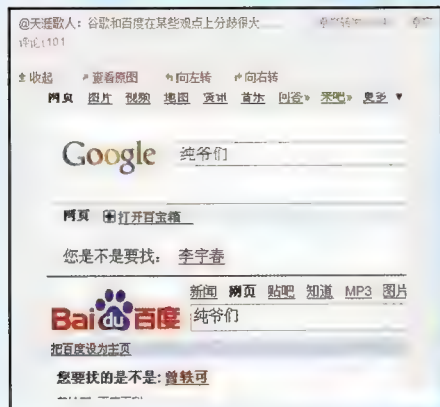 @天涯歌人：谷歌和百度在某些观点上分歧很大
评论1101
收起 查看原图 向左转 向右转
网页 图片 视频 地图 资讯 音乐 问答» 来吧» 更多 ▼
Google 纯爷们
网页 打开百宝箱
您是不是要找： 李宇春
新闻 网页 贴吧 知道 MP3 图片
Bai du 百度 纯爷们
把百度设为主页
您要找的是不是: 曾轶可